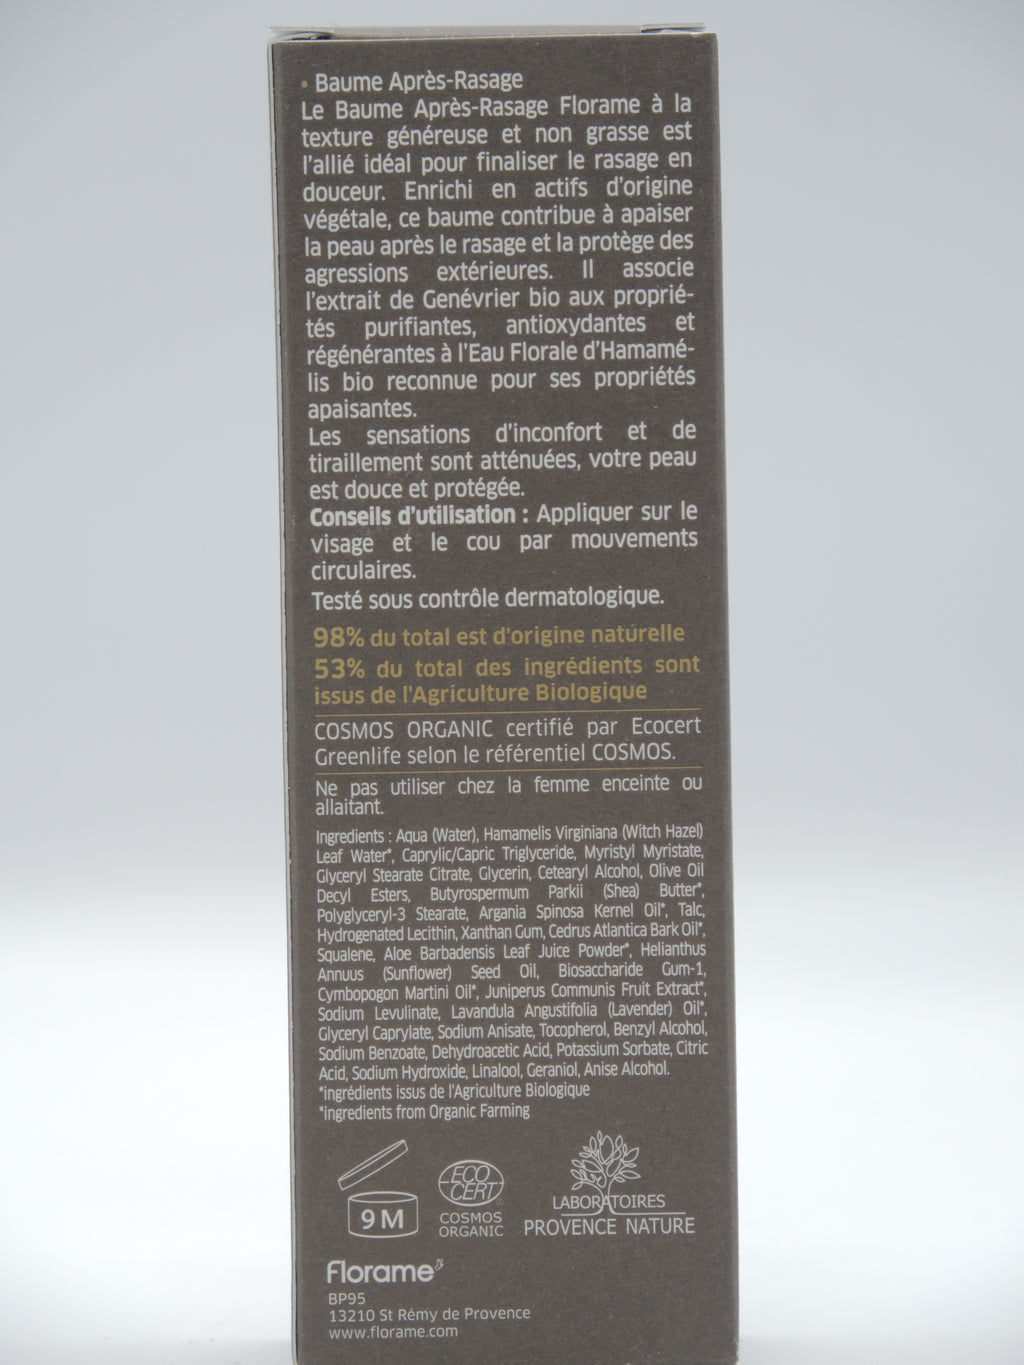 • Baume Après-Rasage
Le Baume Après-Rasage Florame à la
texture généreuse et non grasse est
l'allié idéal pour finaliser le rasage en
douceur. Enrichi en actifs d'origine
végétale, ce baume contribue à apaiser
la peau après le rasage et la protège des
agressions extérieures. Il associe
l'extrait de Genévrier bio aux proprié-
tés purifiantes, antioxydantes et
régénérantes à l'Eau Florale d'Hamamé-
lis bio reconnue pour ses propriétés
apaisantes.
Les sensations d'inconfort et de
tiraillement sont atténuées, votre peau
est douce et protégée.
Conseils d'utilisation : Appliquer sur le
visage et le cou par mouvements
circulaires.
Testé sous contrôle dermatologique.
98% du total est d'origine naturelle
53% du total des ingrédients sont
issus de l'Agriculture Biologique
COSMOS ORGANIC certifié par Ecocert
Greenlife selon le référentiel COSMOS.
Ne pas utiliser chez la femme enceinte ou
allaitant.
Ingredients : Aqua (Water), Hamamelis Virginiana (Witch Hazel)
Leaf Water*, Caprylic/Capric Triglyceride, Myristyl Myristate,
Glyceryl Stearate Citrate, Glycerin, Cetearyl Alcohol, Olive Oil
Decyl Esters, Butyrospermum Parkii (Shea) Butter*,
Polyglyceryl-3 Stearate, Argania Spinosa Kernel Oil*, Talc,
Hydrogenated Lecithin, Xanthan Gum, Cedrus Atlantica Bark Oil*,
Squalene, Aloe Barbadensis Leaf Juice Powder*, Helianthus
Annuus (Sunflower) Seed Oil, Biosaccharide Gum-1,
Cymbopogon Martini Oil*, Juniperus Communis Fruit Extract*,
Sodium Levulinate, Lavandula Angustifolia (Lavender) Oil*,
Glyceryl Caprylate, Sodium Anisate, Tocopherol, Benzyl Alcohol,
Sodium Benzoate, Dehydroacetic Acid, Potassium Sorbate, Citric
Acid, Sodium Hydroxide, Linalool, Geraniol, Anise Alcohol.
*ingrédients issus de l'Agriculture Biologique
*ingredients from Organic Farming
9 M
ECO
CERT
COSMOS
ORGANIC
LABORATOIRES
PROVENCE NATURE
Florame
BP95
13210 St Rémy de Provence
www.florame.com